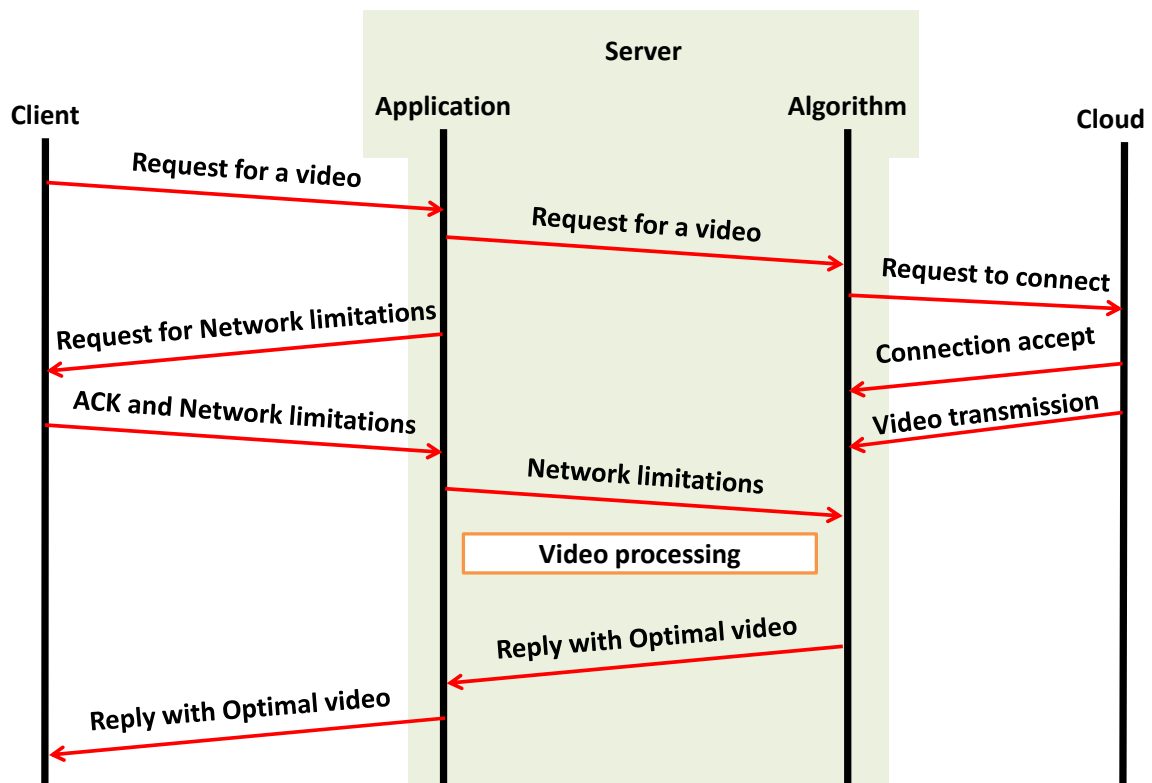 Server
Client
Application
Algorithm
Cloud
Request for a video
Request for a video
Request to connect
Request for Network limitations
Connection accept
ACK and Network limitations
Video transmission
Network limitations
Video processing
Reply with Optimal video
Reply with Optimal video